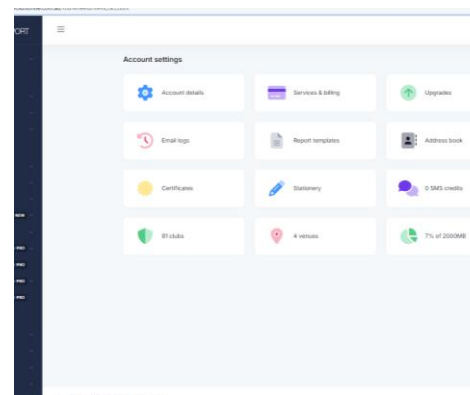 PORT
Account settings
Account details
Services & billing
Upgrades
Email logs
Report templates
Address book
Certificates
Stationery
0 SMS credits
81 clubs
4 venues
7% of 2000MB
NEW
PRO
PRO
PRO
PRO